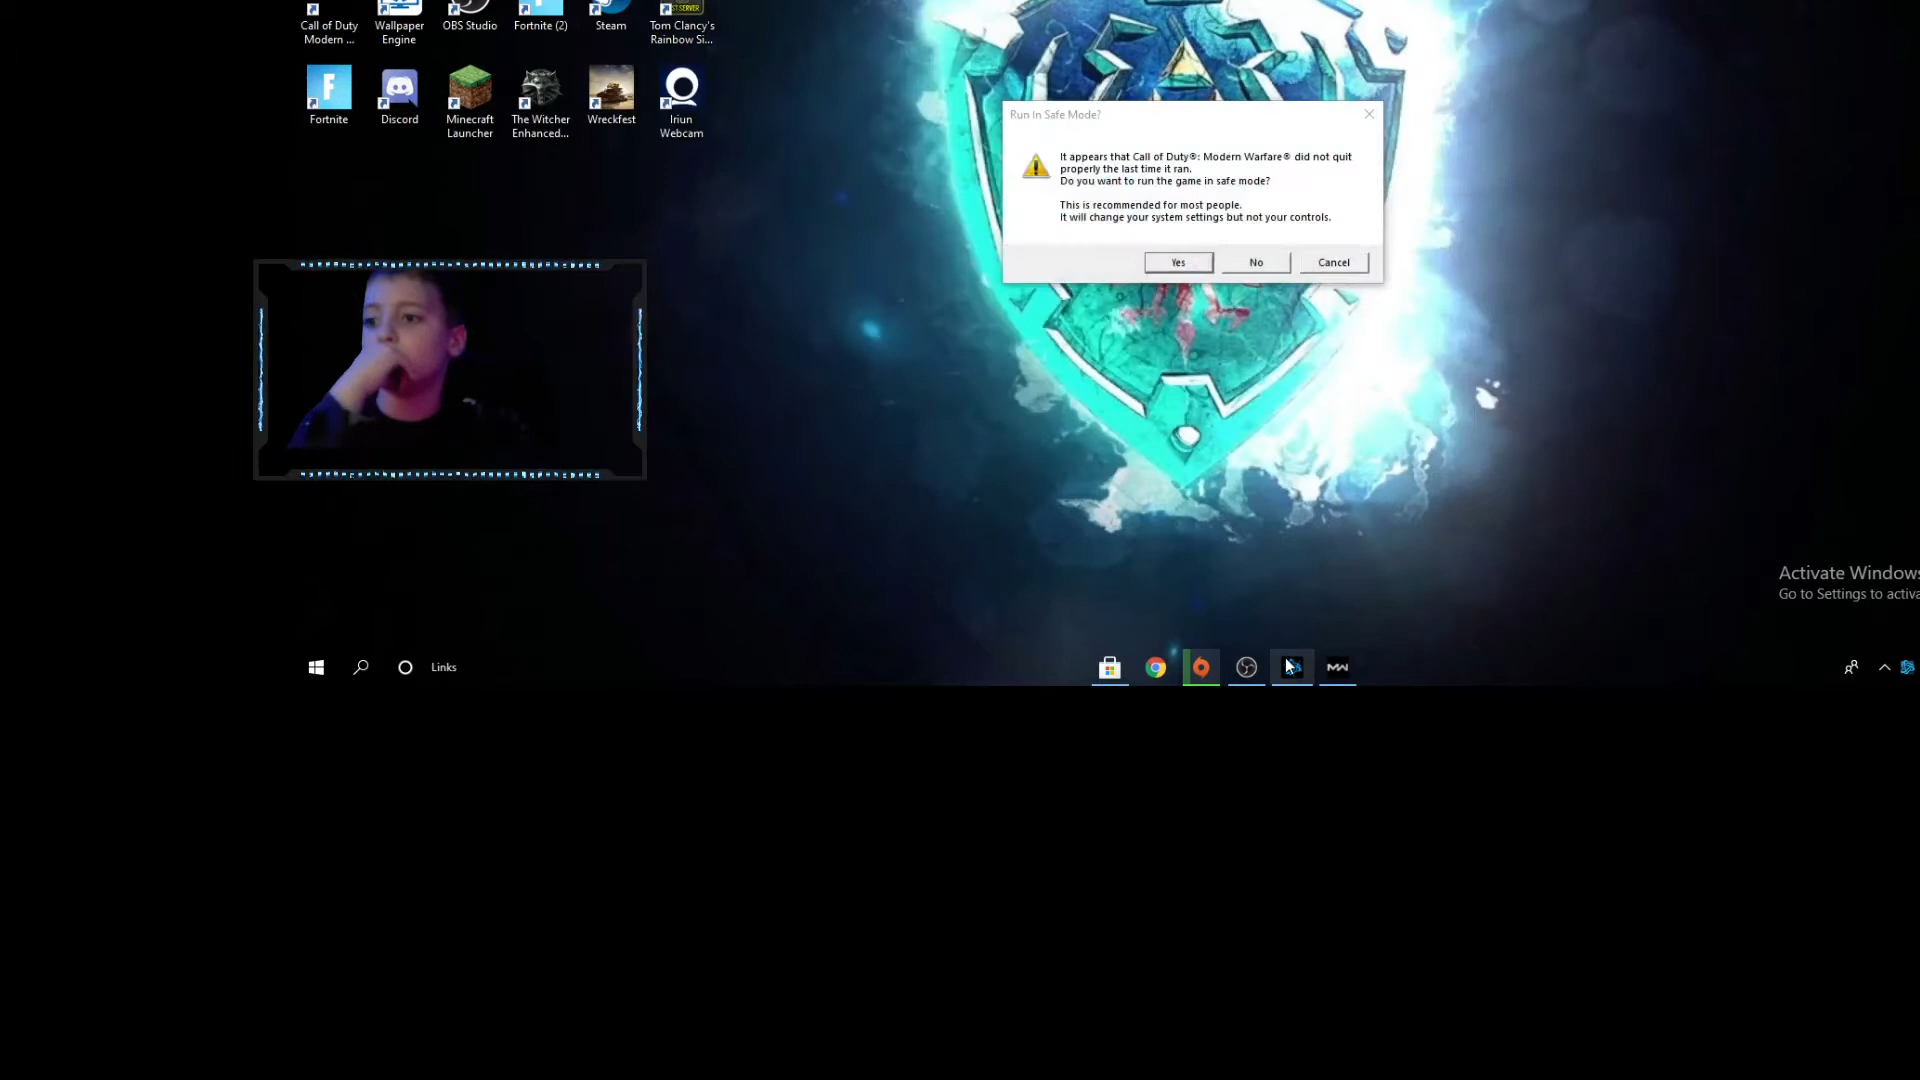 Call of Duty
Modern ...
Wallpaper
Engine
OBS Studio
Fortnite (2)
Steam
Tom Clancy's
Rainbow Si...
Fortnite
Discord
Minecraft
Launcher
The Witcher
Enhanced...
Wreckfest
Iriun
Webcam
Run In Safe Mode?
It appears that Call of Duty®: Modern Warfare® did not quit
properly the last time it ran.
Do you want to run the game in safe mode?
This is recommended for most people.
It will change your system settings but not your controls.
Yes
No
Cancel
Activate Windows
Go to Settings to activa
Links
MW